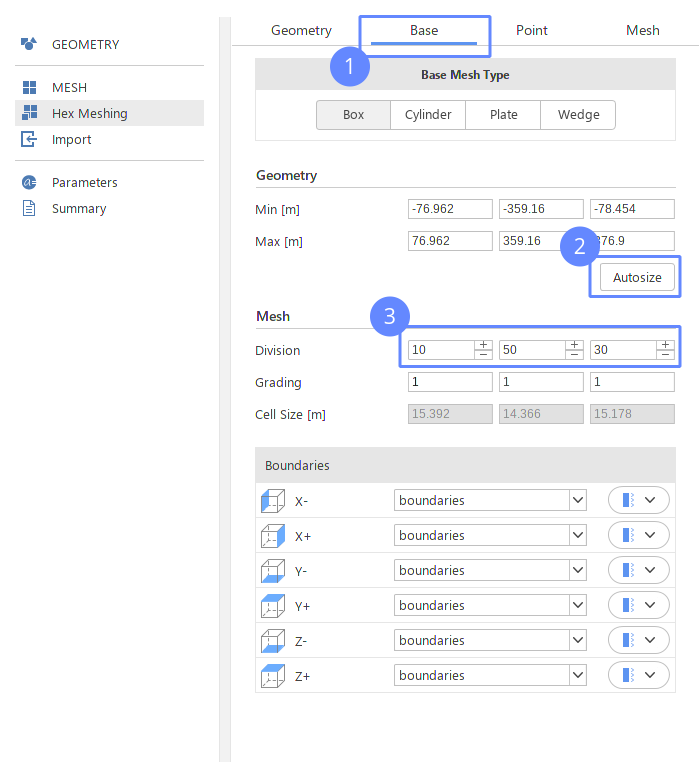 Geometry Base Point Mesh
GEOMETRY
1
Base Mesh Type
MESH
Hex Meshing
Import
Box Cylinder Plate Wedge
Parameters
Summary
Geometry
Min [m] -76.962 -359.16 -78.454
Max [m] 76.962 359.16 376.9
2
Autosize
3
Mesh
Division 10 50 30
Grading 1 1 1
Cell Size [m] 15.392 14.366 15.178
Boundaries
X- boundaries
X+ boundaries
Y- boundaries
Y+ boundaries
Z- boundaries
Z+ boundaries